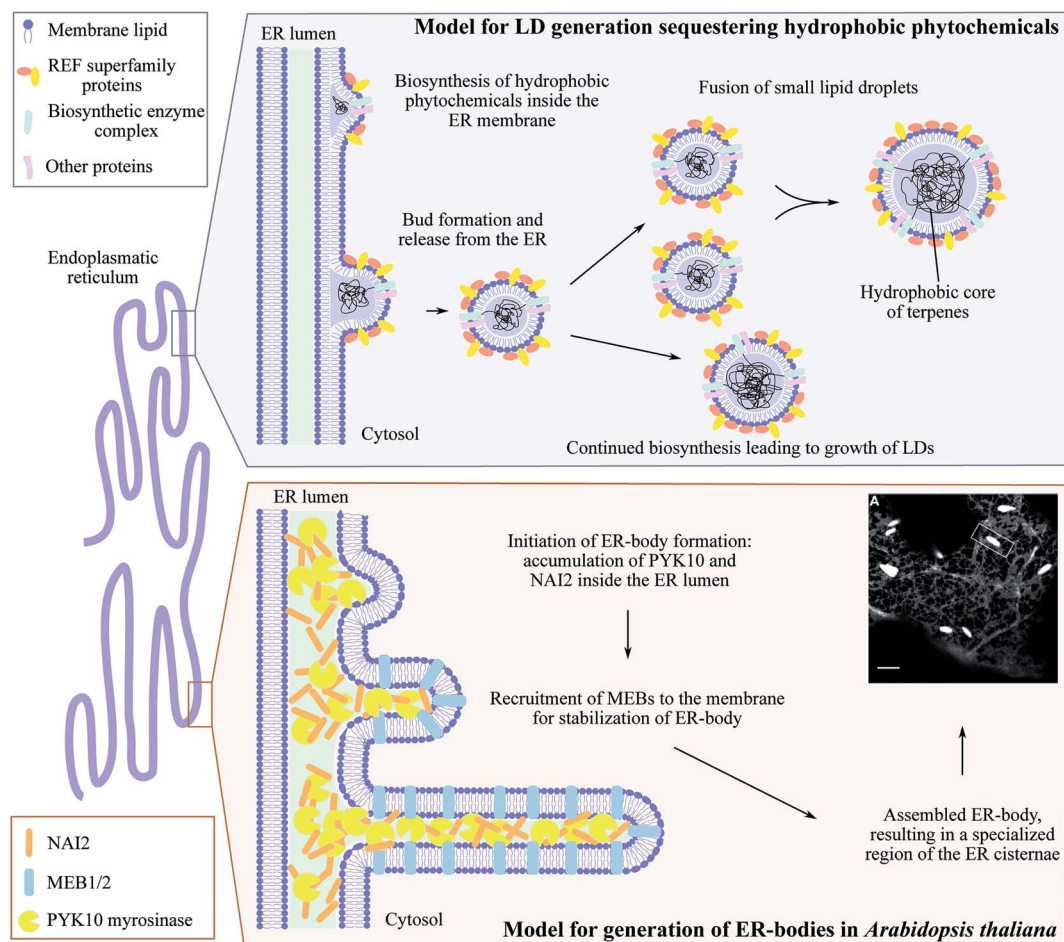 Membrane lipid
REF superfamily
proteins
Biosynthetic enzyme
complex
Other proteins
Endoplasmatic
reticulum
Model for LD generation sequestering hydrophobic phytochemicals
ER lumen
Biosynthesis of hydrophobic
phytochemicals inside the
ER membrane
Fusion of small lipid droplets
Bud formation and
release from the ER
Hydrophobic core
of terpenes
Cytosol
Continued biosynthesis leading to growth of LDs
ER lumen
Initiation of ER-body formation:
accumulation of PYK10 and
NAI2 inside the ER lumen
A
Recruitment of MEBs to the membrane
for stabilization of ER-body
Assembled ER-body,
resulting in a specialized
region of the ER cisternae
NAI2
MEB1/2
PYK10 myrosinase
Cytosol
Model for generation of ER-bodies in Arabidopsis thaliana